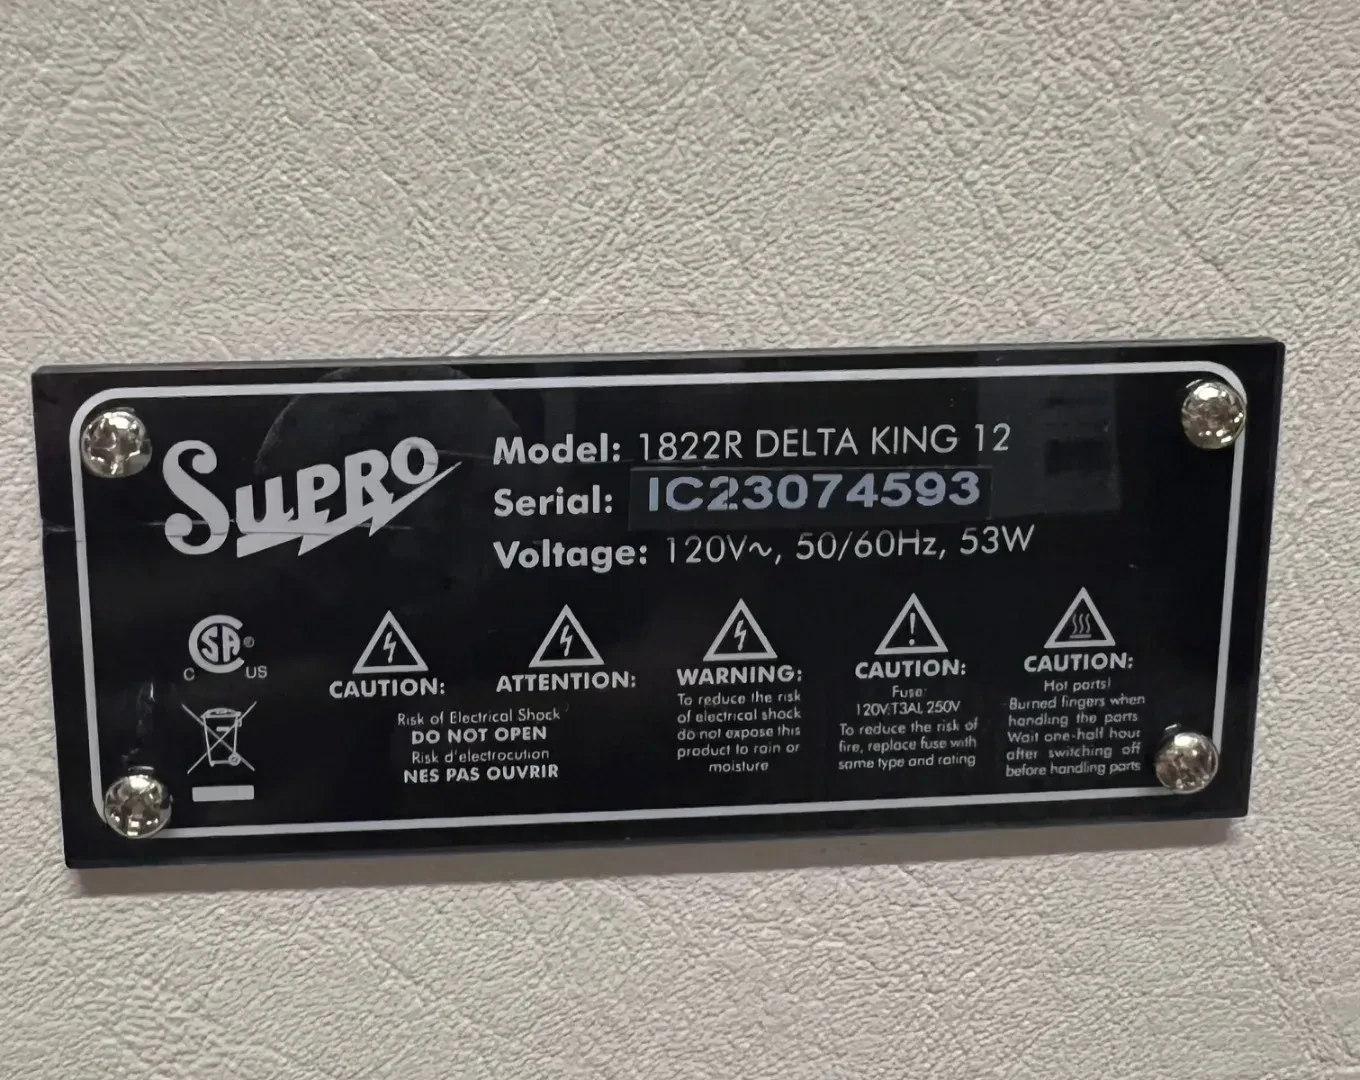 SUPRO
Model: 1822R DELTA KING 12
Serial: IC23074593
Voltage: 120V~, 50/60Hz, 53W
CSA
®
C US
CAUTION:
Risk of Electrical Shock
DO NOT OPEN
Risk d'electrocution
NES PAS OUVRIR
ATTENTION:
WARNING:
To reduce the risk
of electrical shock
do not expose this
product to rain or
moisture
CAUTION:
Fuse:
120V:T3AL 250V
To reduce the risk of
fire, replace fuse with
same type and rating
CAUTION:
Hot parts!
Burned fingers when
handling the parts
Wait one-half hour
after switching off
before handling parts